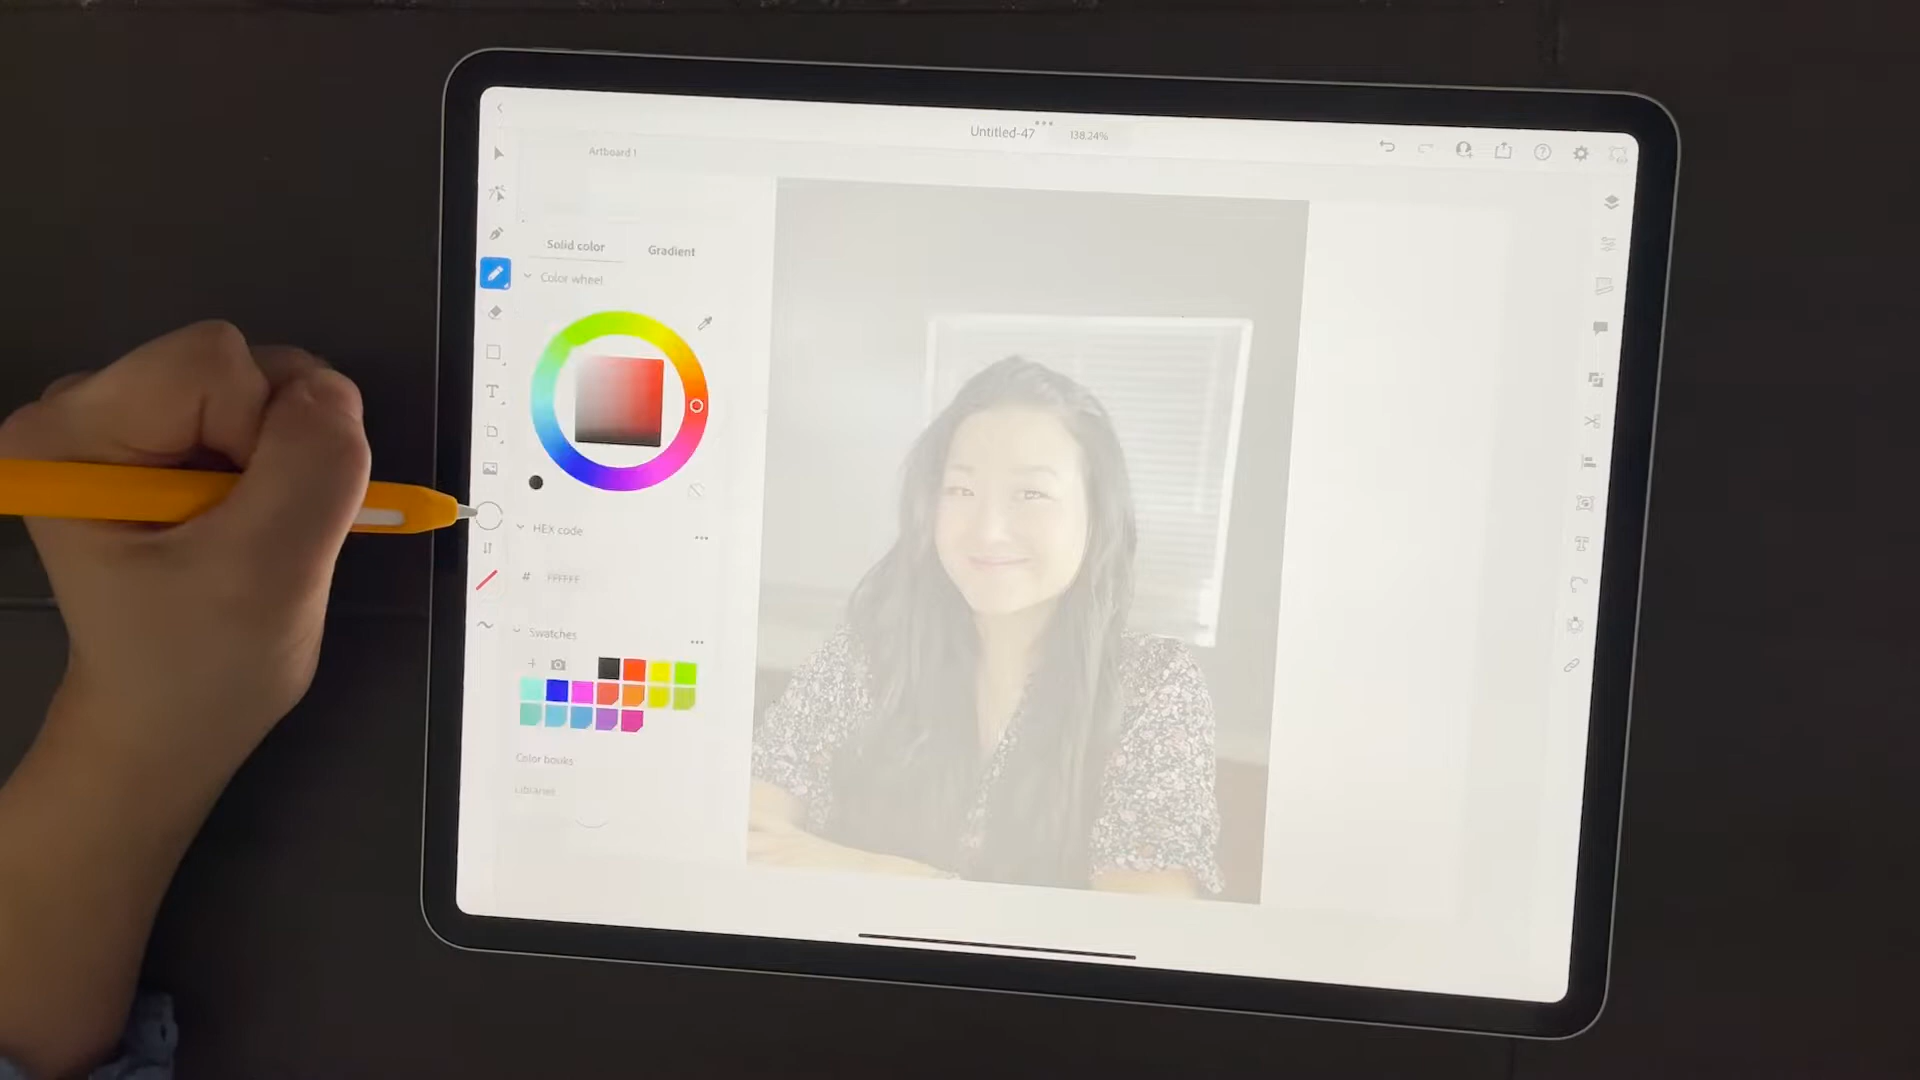 Untitled-47
138.24%
Artboard 1
Solid color
Gradient
Color wheel
HEX code
# FFFFFF
Swatches
Color books
Libraries